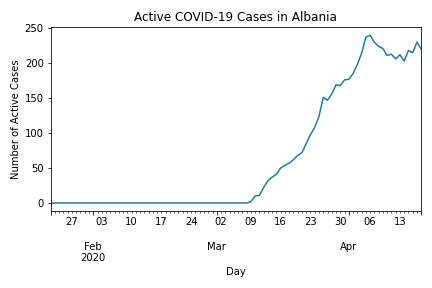 Active COVID-19 Cases in Albania
Number of Active Cases
250
200
150
100
50
0
27 03 10 17 24 02 09 16 23 30 06 13
Feb Mar Apr
2020
Day